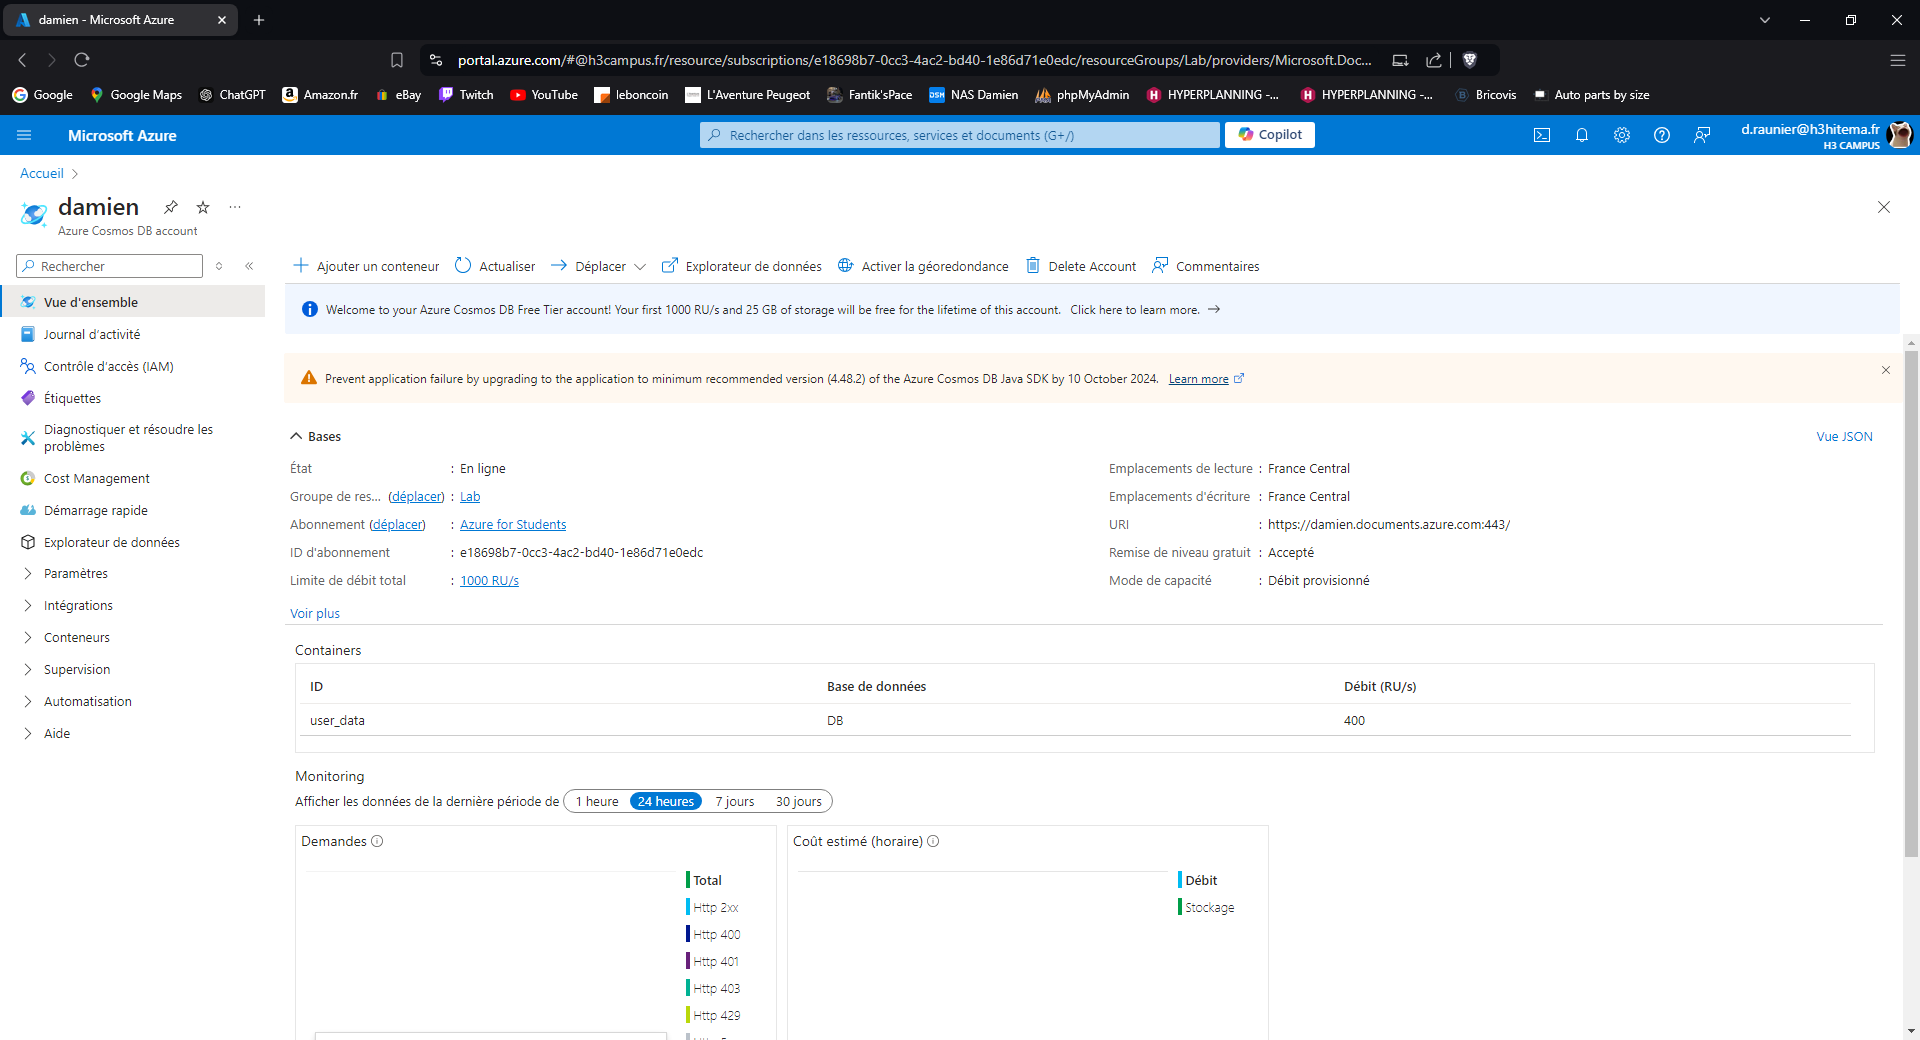 damien - Microsoft Azure
portal.azure.com/#@h3campus.fr/resource/subscriptions/e18698b7-0cc3-4ac2-bd40-1e86d71e0edc/resourceGroups/Lab/providers/Microsoft.Doc...
Google Google Maps ChatGPT Amazon.fr eBay Twitch YouTube leboncoin L'Aventure Peugeot Fantik'sPace NAS Damien phpMyAdmin HYPERPLANNING -... HYPERPLANNING -... Bricovis Auto parts by size
Microsoft Azure
Rechercher dans les ressources, services et documents (G+/)
Copilot
d.raunier@h3hitema.fr
H3 CAMPUS
Accueil
damien
Azure Cosmos DB account
Rechercher
Ajouter un conteneur Actualiser Déplacer Explorateur de données Activer la géoredondance Delete Account Commentaires
Vue d'ensemble
Journal d'activité
Contrôle d'accès (IAM)
Étiquettes
Diagnostiquer et résoudre les
problèmes
Cost Management
Démarrage rapide
Explorateur de données
Paramètres
Intégrations
Conteneurs
Supervision
Automatisation
Aide
Welcome to your Azure Cosmos DB Free Tier account! Your first 1000 RU/s and 25 GB of storage will be free for the lifetime of this account. Click here to learn more.
Prevent application failure by upgrading to the application to minimum recommended version (4.48.2) of the Azure Cosmos DB Java SDK by 10 October 2024. Learn more
Bases
Vue JSON
État : En ligne
Groupe de res... (déplacer) : Lab
Abonnement (déplacer) : Azure for Students
ID d'abonnement : e18698b7-0cc3-4ac2-bd40-1e86d71e0edc
Limite de débit total : 1000 RU/s
Emplacements de lecture : France Central
Emplacements d'écriture : France Central
URI : https://damien.documents.azure.com:443/
Remise de niveau gratuit : Accepté
Mode de capacité : Débit provisionné
Voir plus
Containers
ID Base de données Débit (RU/s)
user_data DB 400
Monitoring
Afficher les données de la dernière période de 1 heure 24 heures 7 jours 30 jours
Demandes
Total
Http 2xx
Http 400
Http 401
Http 403
Http 429
Coût estimé (horaire)
Débit
Stockage